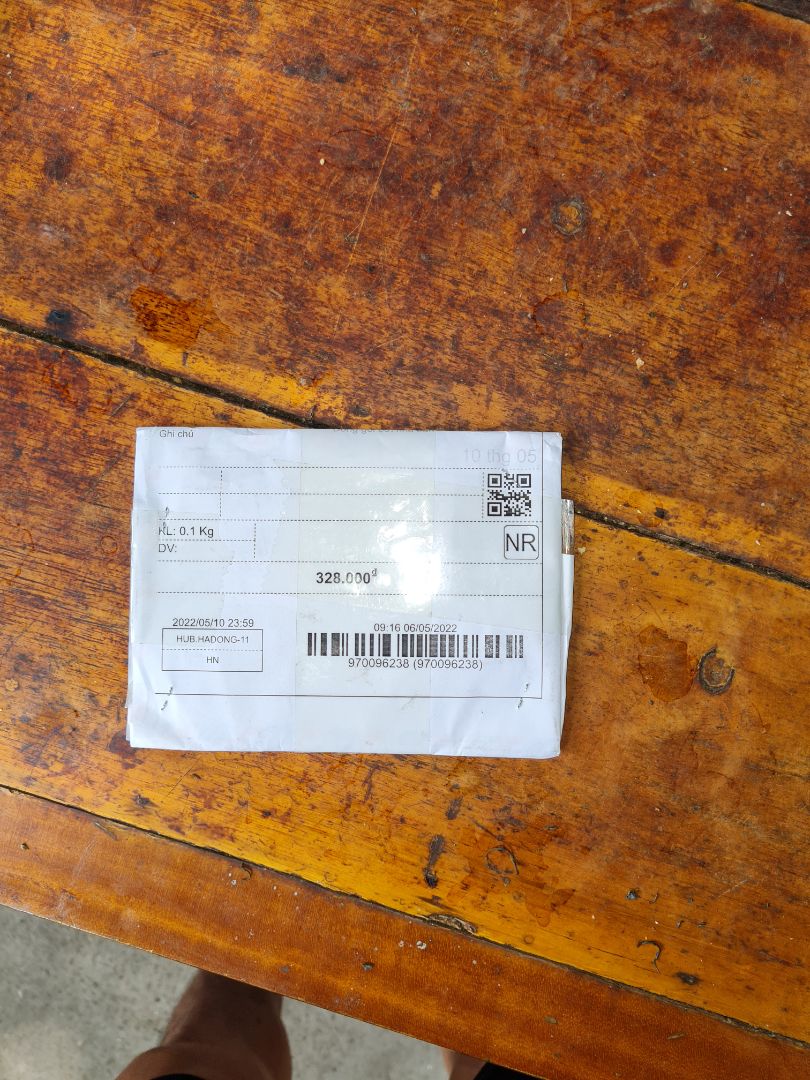 Ghi chú
10 thg 05
KL: 0.1 Kg
NR
DV:
328.000đ
2022/05/10 23:59
HUB.HADONG-11
HN
09:16 06/05/2022
970096238 (970096238)